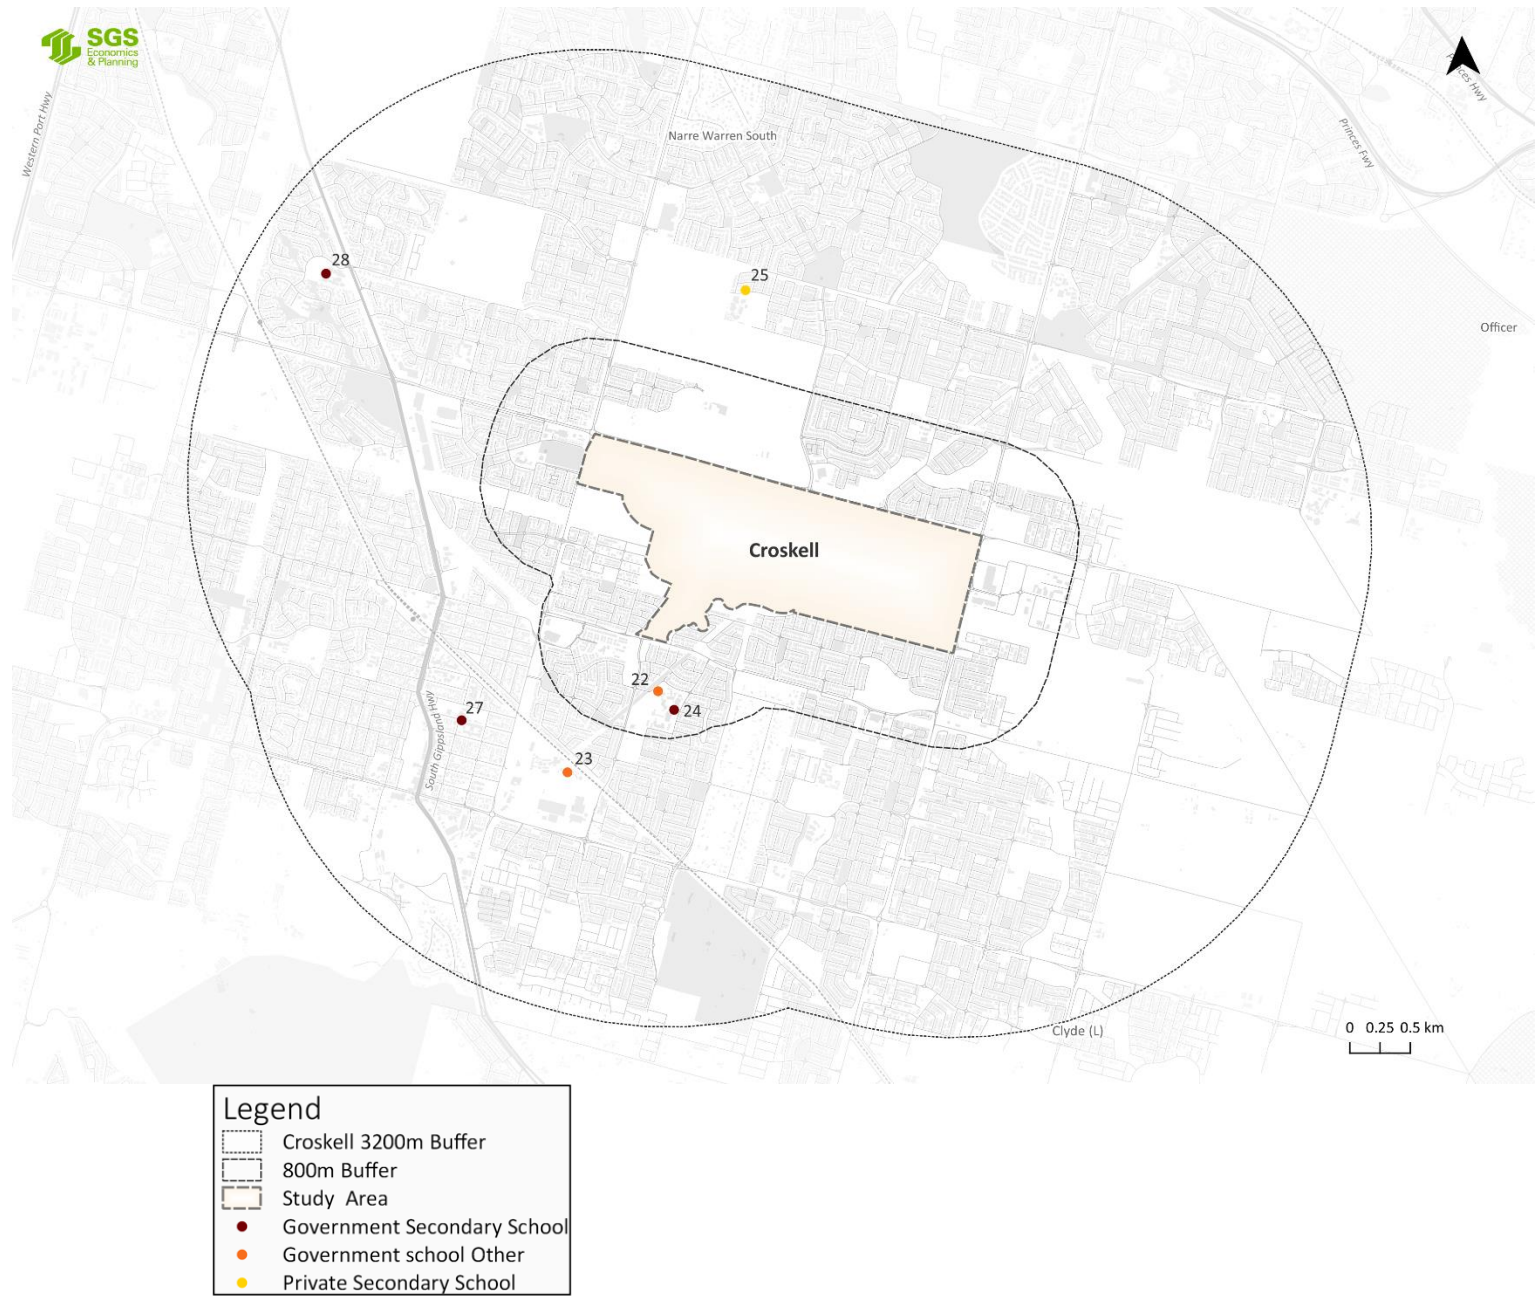 SGS
Economics
& Planning
Western Port Hwy
Princes Hwy
Princes Fwy
Narre Warren South
28
25
Officer
Croskell
22
24
27
23
South Gippsland Hwy
Clyde (L)
0 0.25 0.5 km
Legend
Croskell 3200m Buffer
800m Buffer
Study Area
Government Secondary School
Government school Other
Private Secondary School